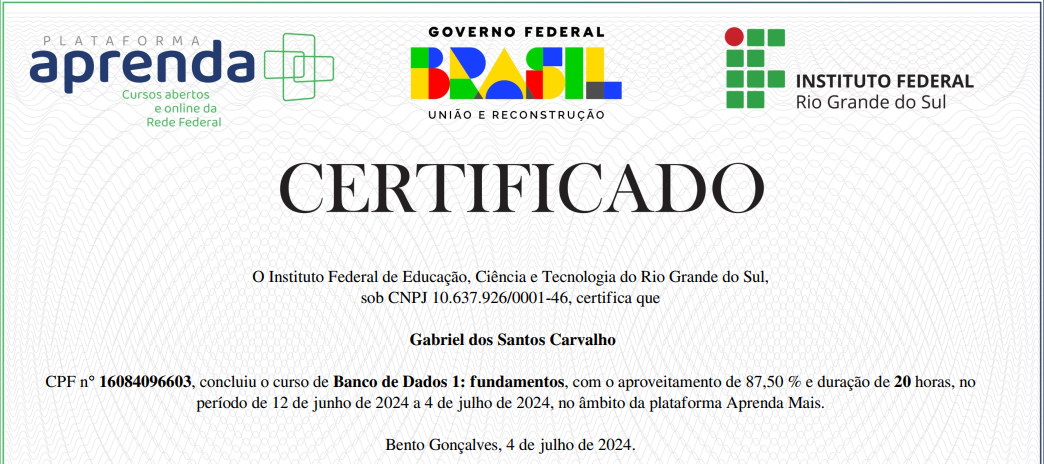 PLATAFORMA
aprenda
Cursos abertos
e online da
Rede Federal
GOVERNO FEDERAL
BRASIL
UNIÃO E RECONSTRUÇÃO
INSTITUTO FEDERAL
Rio Grande do Sul
CERTIFICADO
O Instituto Federal de Educação, Ciência e Tecnologia do Rio Grande do Sul,
sob CNPJ 10.637.926/0001-46, certifica que
Gabriel dos Santos Carvalho
CPF n° 16084096603, concluiu o curso de Banco de Dados 1: fundamentos, com o aproveitamento de 87,50 % e duração de 20 horas, no
período de 12 de junho de 2024 a 4 de julho de 2024, no âmbito da plataforma Aprenda Mais.
Bento Gonçalves, 4 de julho de 2024.